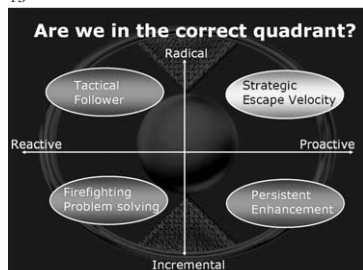 Are we in the correct quadrant?
Radical
Tactical
Follower
Strategic
Escape Velocity
Reactive
Proactive
Firefighting
Problem solving
Persistent
Enhancement
Incremental